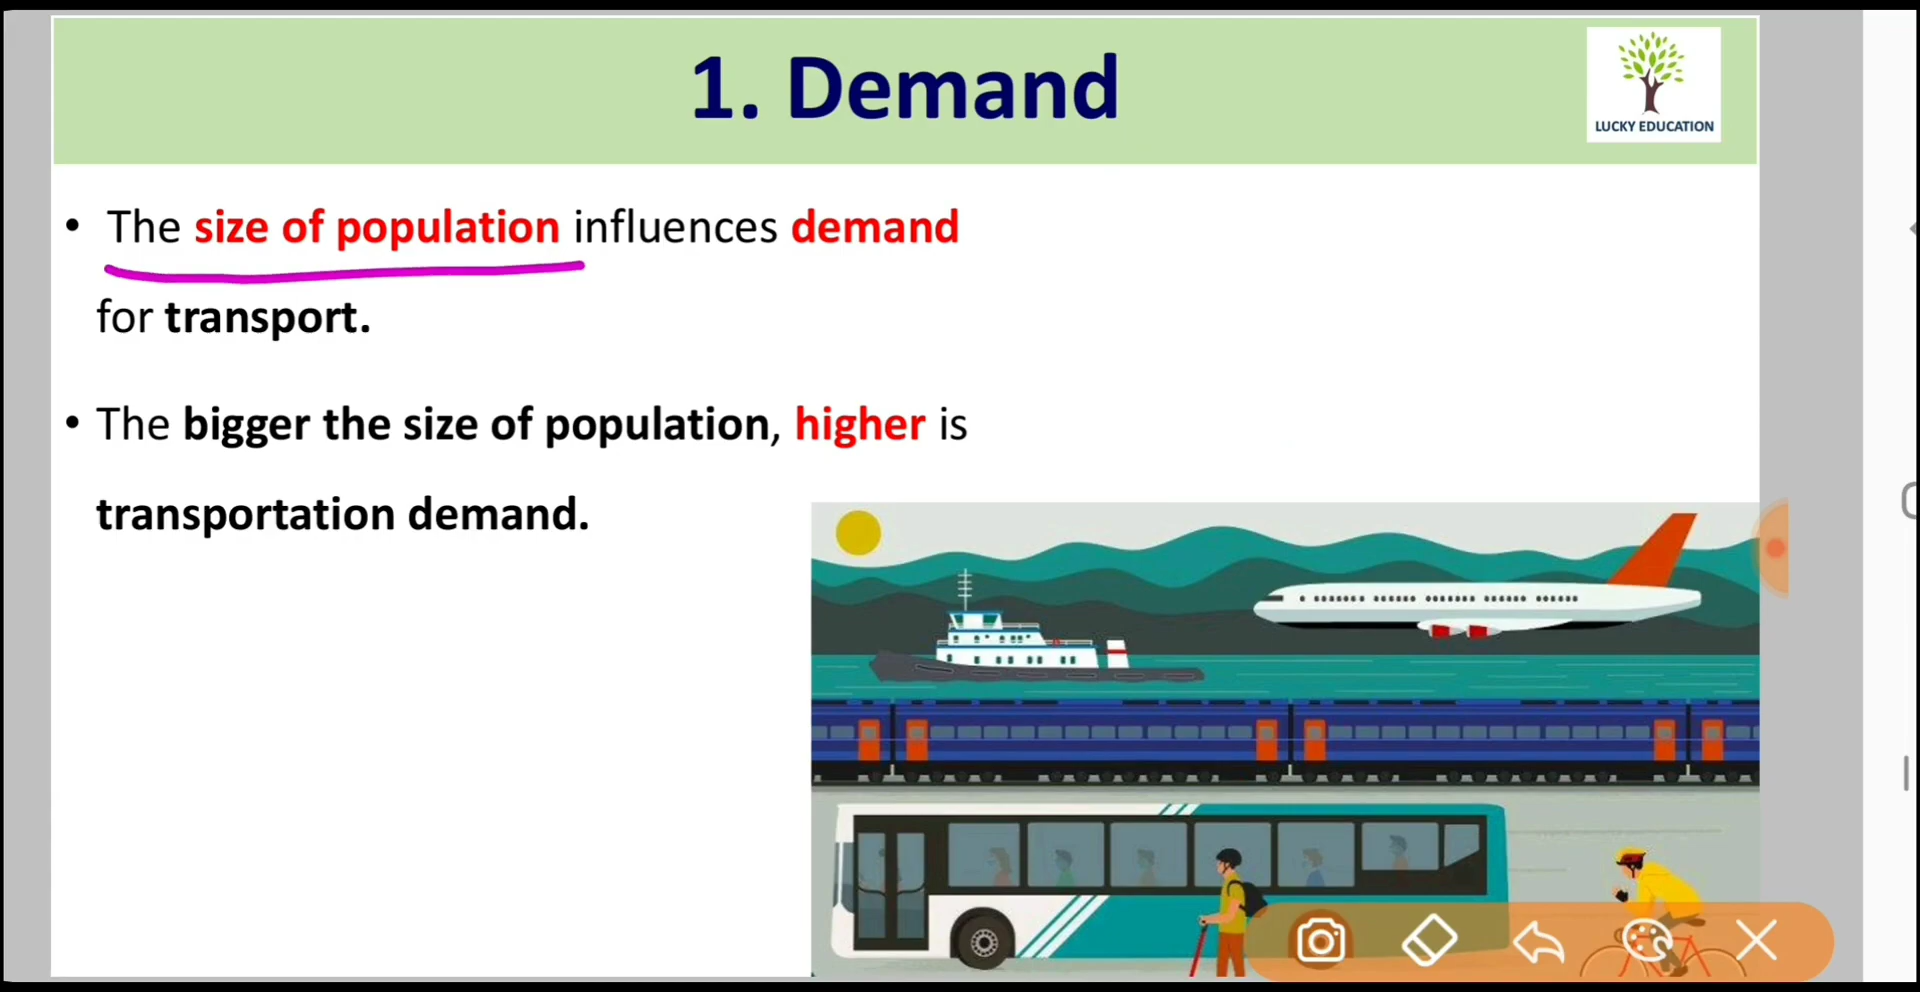 1. Demand
LUCKY EDUCATION
• The size of population influences demand
for transport.
• The bigger the size of population, higher is
transportation demand.